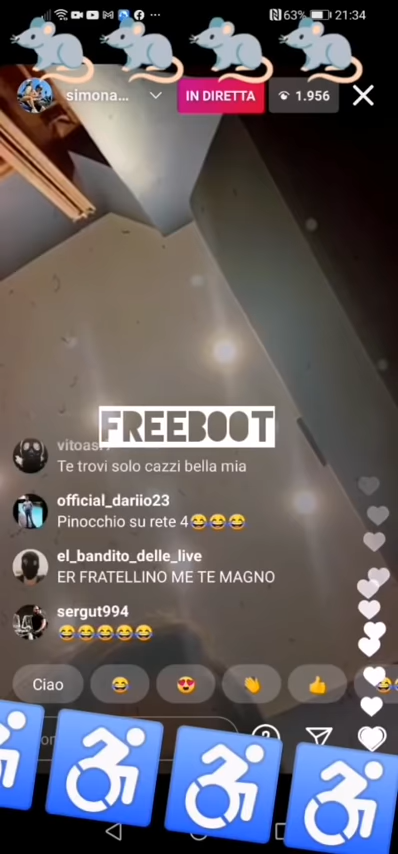 63% 21:34
simona...
IN DIRETTA
1.956
FREEBOOT
Te trovi solo cazzi bella mia
official_dariio23
Pinocchio su rete 4😂😂😂
el_bandito_delle_live
ER FRATELLINO ME TE MAGNO
sergut994
😂😂😂😂😂
Ciao